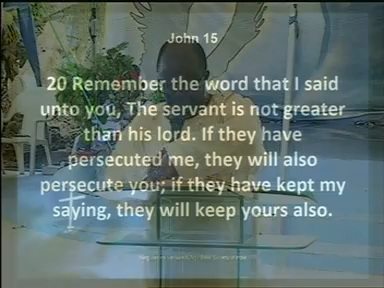 John 15
20 Remember the word that I said
unto you, The servant is not greater
than his lord. If they have
persecuted me, they will also
persecute you; if they have kept my
saying, they will keep yours also.